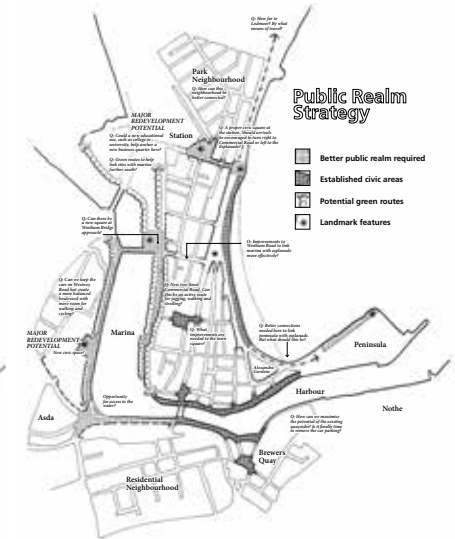 Q: How far to
Lodmoor? By what
means of travel?
Park
Neighbourhood
Q: How can this
neighbourhood be
better connected?
Public Realm
Strategy
MAJOR
REDEVELOPMENT
POTENTIAL
Station
Q: Could a new educational
use, such as college or
university, help anchor a
new business quarter here?
Q: Green routes to help
link sites with marina
further south?
Q: A proper civic square at
the station. Should arrivals
be encouraged to turn right to
Commercial Road or left to the
Esplanade?
Better public realm required
Established civic areas
Potential green routes
Landmark features
Q: Can there be
a new square at
Westham Bridge
approach?
Q: Improvements to
Westham Road to link
marina with esplanade
more effectively?
Q: Can we keep the
cars on Westwey
Road but create
a more balanced
boulevard with
more room for
walking and
cycling?
Q: New tree lined
Commercial Road. Can
this be an active route
for jogging, walking and
strolling?
MAJOR
REDEVELOPMENT
POTENTIAL
New civic space?
Marina
Q: What
improvements are
needed to the town
square?
Q: Better connections
needed here to link
peninsula with esplanade.
But what should this be?
Peninsula
Alexandra
Gardens
Opportunity
for access to the
water?
Harbour
Nothe
Asda
Q: How can we maximise
the potential of the existing
quayside? Is it finally time
to remove the car parking?
Brewers
Quay
Residential
Neighbourhood